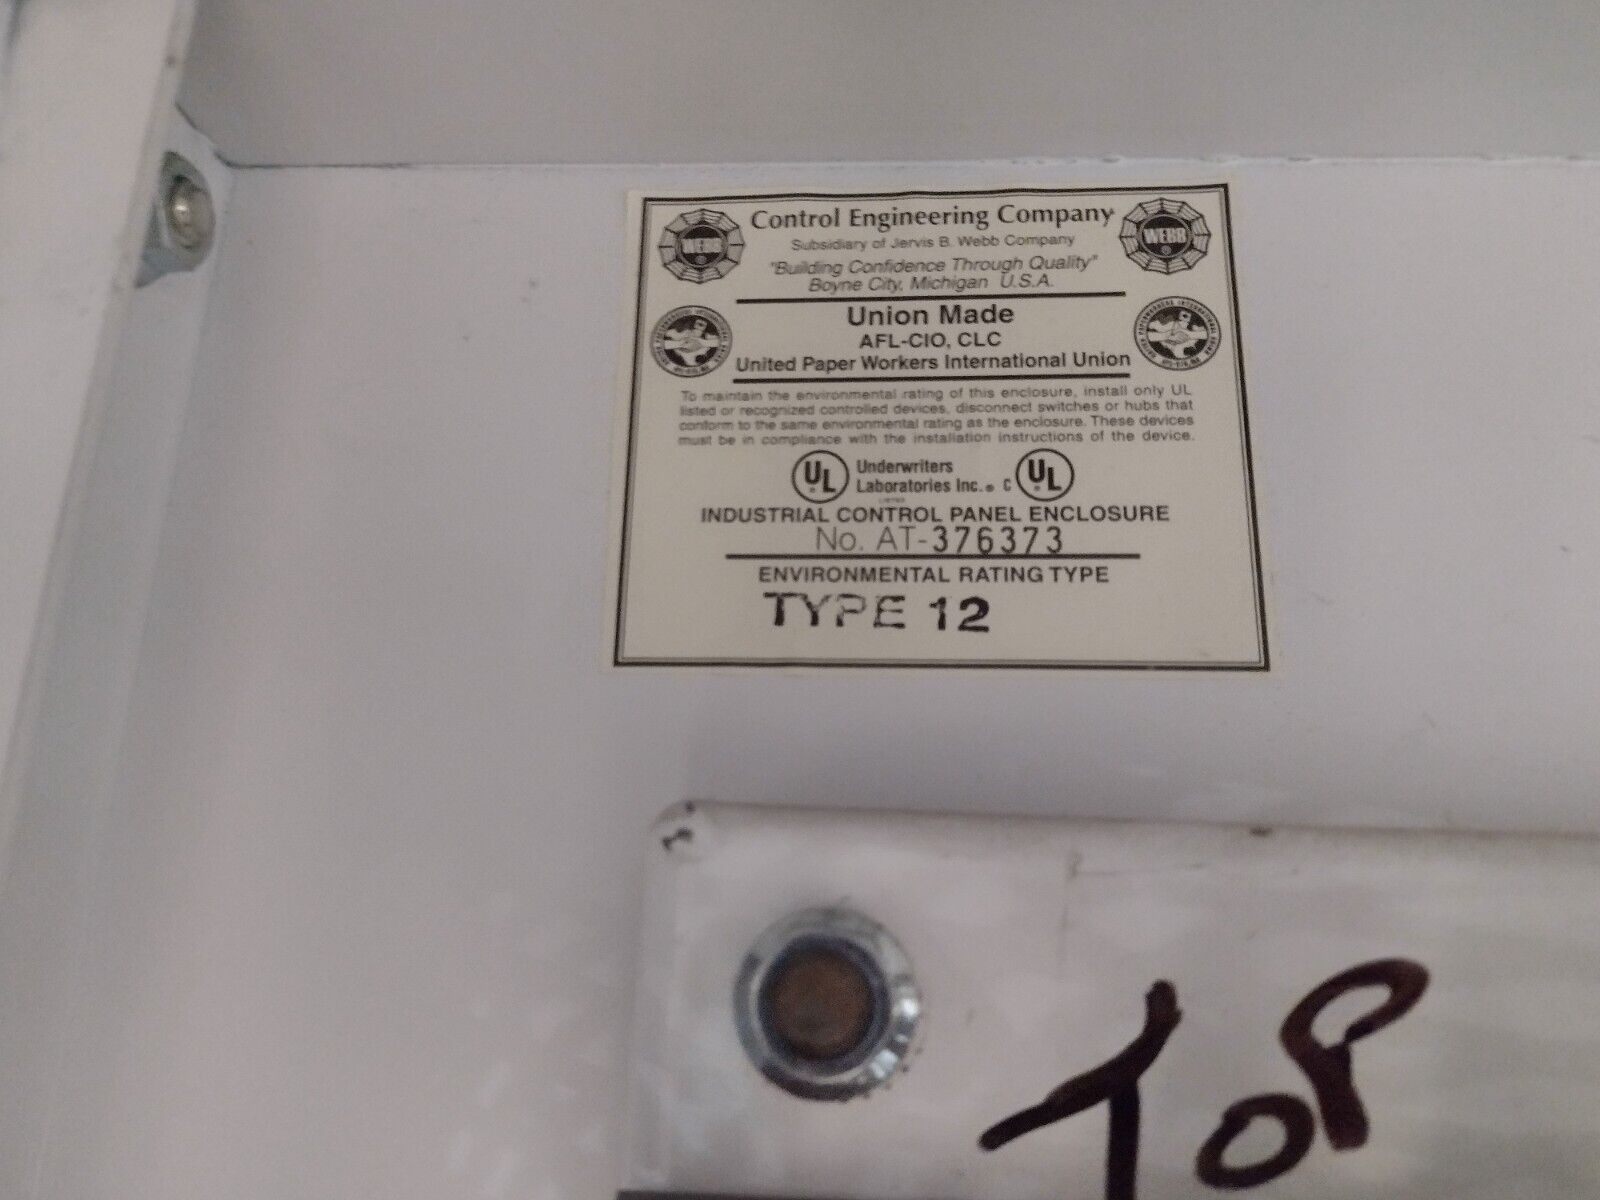 Control Engineering Company
WEBB
WEBB
Subsidiary of Jervis B. Webb Company
"Building Confidence Through Quality"
Boyne City, Michigan U.S.A.
Union Made
AFL-CIO, CLC
United Paper Workers International Union
To maintain the environmental rating of this enclosure, install only UL
listed or recognized controlled devices, disconnect switches or hubs that
conform to the same environmental rating as the enclosure. These devices
must be in compliance with the installation instructions of the device.
UL Underwriters Laboratories Inc.® C UL
INDUSTRIAL CONTROL PANEL ENCLOSURE
No. AT-376373
ENVIRONMENTAL RATING TYPE
TYPE 12
TOP